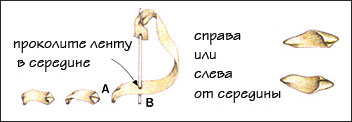 проколите ленту
в середине
A
B
справа
или
слева
от середины